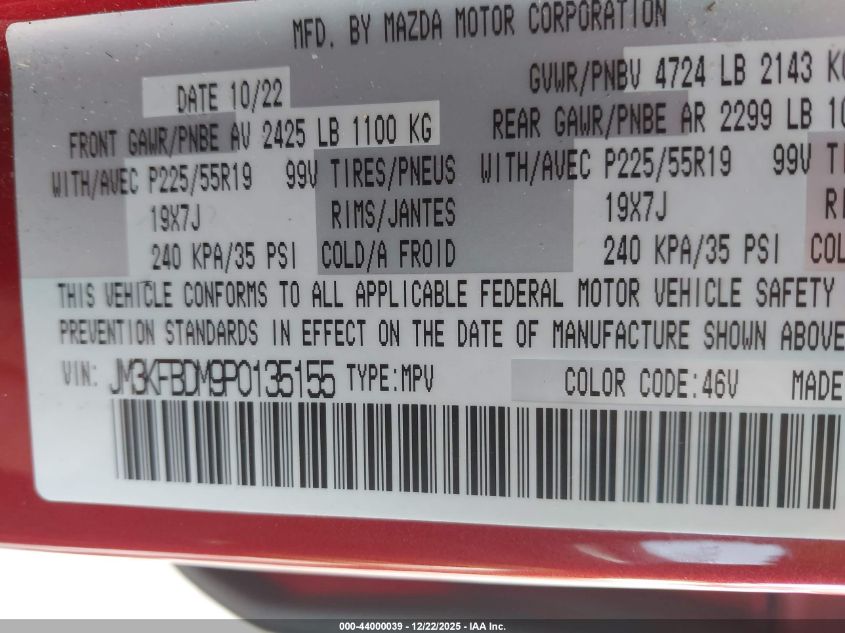 MFD. BY MAZDA MOTOR CORPORATION
DATE 10/22 GVWR/PNBV 4724 LB 2143 KG
FRONT GAWR/PNBE AV 2425 LB 1100 KG REAR GAWR/PNBE AR 2299 LB
WITH/AVEC P225/55R19 99V TIRES/PNEUS WITH/AVEC P225/55R19 99V
19X7J RIMS/JANTES 19X7J
240 KPA/35 PSI COLD/A FROID 240 KPA/35 PSI
THIS VEHICLE CONFORMS TO ALL APPLICABLE FEDERAL MOTOR VEHICLE SAFETY
PREVENTION STANDARDS IN EFFECT ON THE DATE OF MANUFACTURE SHOWN ABOVE
VIN: JM3KFBDM9P0135155 TYPE:MPV COLOR CODE:46V MADE
000-44000039 - 12/22/2025 - IAA Inc.